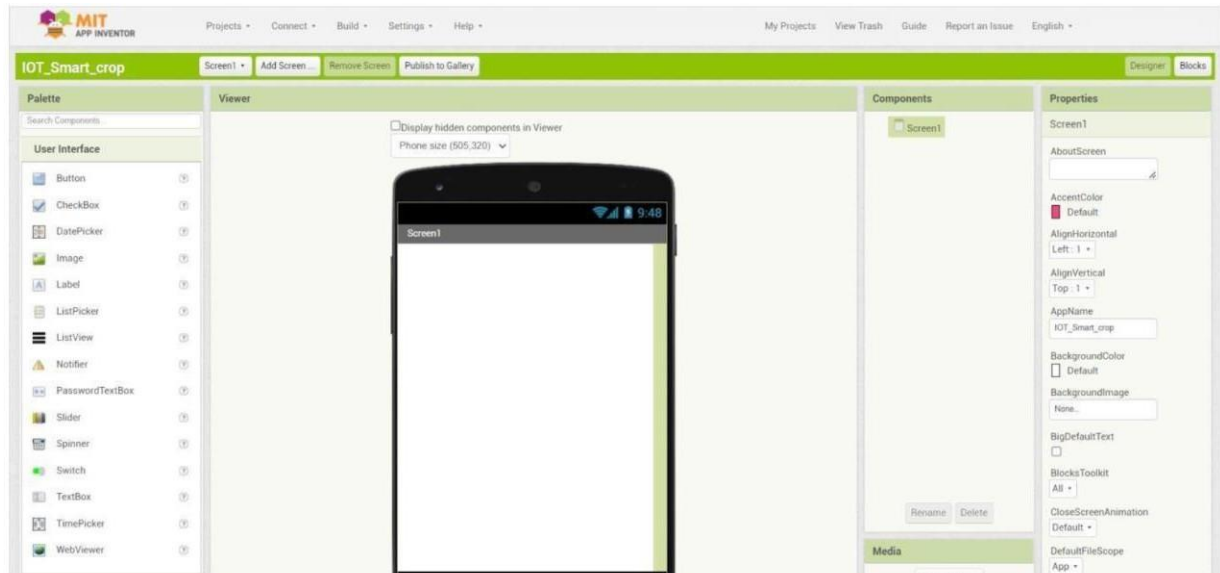 MIT
APP INVENTOR
Projects Connect Build Settings Help My Projects View Trash Guide Report an Issue English
IOT_Smart_crop Screen1 Add Screen ... Remove Screen Publish to Gallery Designer Blocks
Palette
Search Components...
User Interface
Button
CheckBox
DatePicker
Image
Label
ListPicker
ListView
Notifier
PasswordTextBox
Slider
Spinner
Switch
TextBox
TimePicker
WebViewer
Viewer
Display hidden components in Viewer
Phone size (505,320)
9:48
Screen1
Components
Screen1
Rename Delete
Media
Properties
Screen1
AboutScreen
AccentColor
Default
AlignHorizontal
Left : 1
AlignVertical
Top : 1
AppName
IOT_Smart_crop
BackgroundColor
Default
BackgroundImage
None...
BigDefaultText
BlocksToolkit
All
CloseScreenAnimation
Default
DefaultFileScope
App